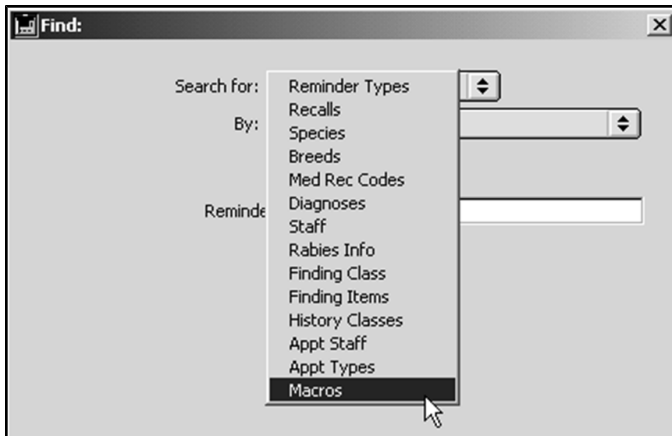 Find:
Search for:
Reminder Types
Recalls
By:
Species
Breeds
Med Rec Codes
Diagnoses
Reminde
Staff
Rabies Info
Finding Class
Finding Items
History Classes
Appt Staff
Appt Types
Macros